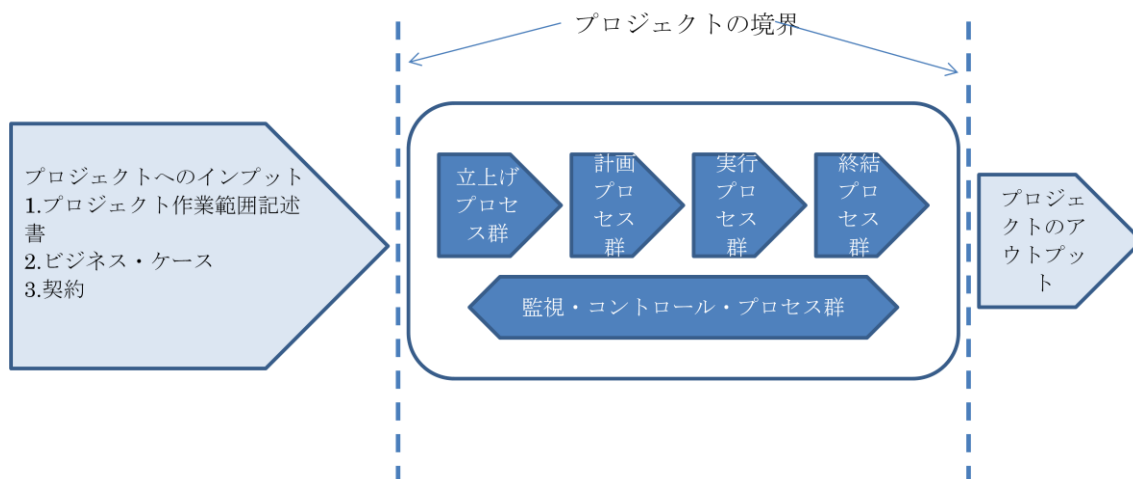 プロジェクトの境界
プロジェクトへのインプット
1.プロジェクト作業範囲記述
書
2.ビジネス・ケース
3.契約
立上げ
プロセ
ス群
計画
プロ
セス
群
実行
プロ
セス
群
終結
プロ
セス
群
監視・コントロール・プロセス群
プロジェ
クトのア
ウトプッ
ト